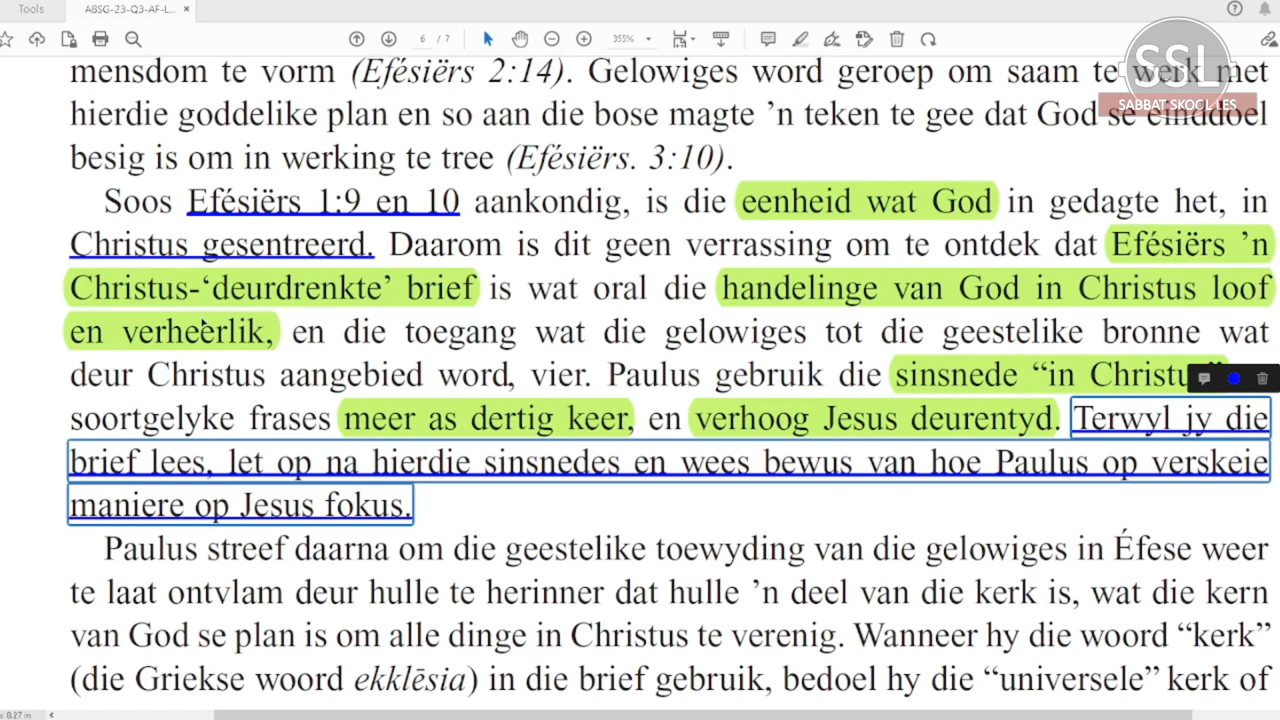 Tools
ABSG-23-Q3-AF-L...
6 / 7
355%
SSL
SABBAT SKOOL LES
mensdom te vorm (Efésiërs 2:14). Gelowiges word geroep om saam te werk met
hierdie goddelike plan en so aan die bose magte ’n teken te gee dat God se einddoel
besig is om in werking te tree (Efésiërs. 3:10).
Soos Efésiërs 1:9 en 10 aankondig, is die eenheid wat God in gedagte het, in
Christus gesentreerd. Daarom is dit geen verrassing om te ontdek dat Efésiërs ’n
Christus-‘deurdrenkte’ brief is wat oral die handelinge van God in Christus loof
en verheerlik, en die toegang wat die gelowiges tot die geestelike bronne wat
deur Christus aangebied word, vier. Paulus gebruik die sinsnede “in
soortgelyke frases meer as dertig keer, en verhoog Jesus deurentyd. Terwyl jy die
brief lees, let op na hierdie sinsnedes en wees bewus van hoe Paulus op verskeie
maniere op Jesus fokus.
Paulus streef daarna om die geestelike toewyding van die gelowiges in Éfese weer
te laat ontvlam deur hulle te herinner dat hulle ’n deel van die kerk is, wat die kern
van God se plan is om alle dinge in Christus te verenig. Wanneer hy die woord “kerk”
(die Griekse woord ekklēsia) in die brief gebruik, bedoel hy die “universele” kerk of
x 8.27 in